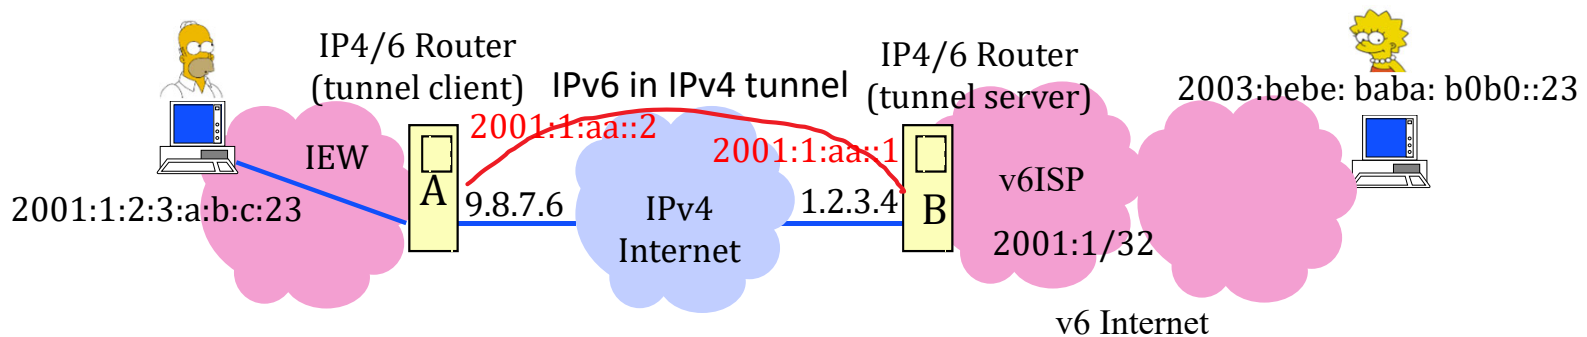 IP4/6 Router
(tunnel client)
IPv6 in IPv4 tunnel
IP4/6 Router
(tunnel server)
2003:bebe: baba: b0b0::23
2001:1:aa::2
2001:1:aa::1
IEW
A
9.8.7.6
IPv4
Internet
1.2.3.4
B
v6ISP
2001:1/32
2001:1:2:3:a:b:c:23
v6 Internet